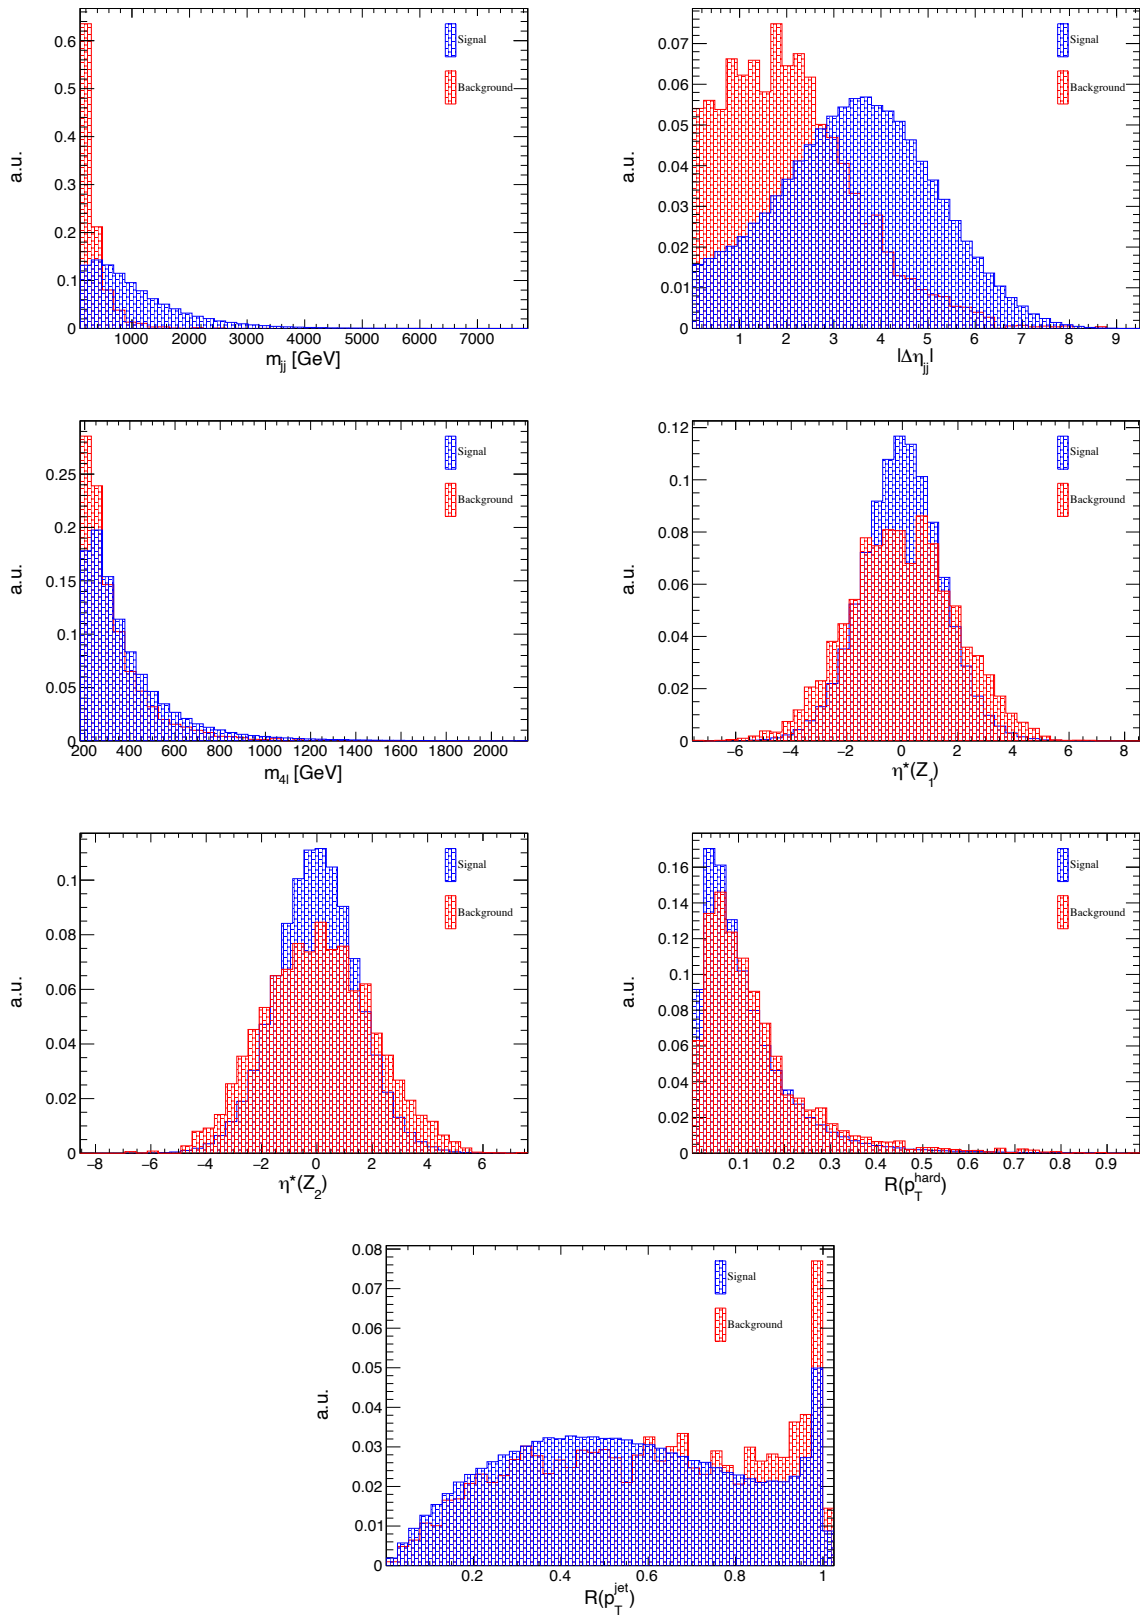 0.6
0.5
0.4
0.3
0.2
0.1
0
a.u.
Signal
Background
1000 2000 3000 4000 5000 6000 7000
m_jj [GeV]
0.07
0.06
0.05
0.04
0.03
0.02
0.01
0
a.u.
Signal
Background
1 2 3 4 5 6 7 8 9
|Δη_jj|
0.25
0.2
0.15
0.1
0.05
0
a.u.
Signal
Background
200 400 600 800 1000 1200 1400 1600 1800 2000
m_4l [GeV]
0.12
0.1
0.08
0.06
0.04
0.02
0
a.u.
Signal
Background
−6 −4 −2 0 2 4 6 8
η*(Z_1)
0.1
0.08
0.06
0.04
0.02
0
a.u.
Signal
Background
−8 −6 −4 −2 0 2 4 6
η*(Z_2)
0.16
0.14
0.12
0.1
0.08
0.06
0.04
0.02
0
a.u.
Signal
Background
0.1 0.2 0.3 0.4 0.5 0.6 0.7 0.8 0.9
R(p_T^hard)
0.08
0.07
0.06
0.05
0.04
0.03
0.02
0.01
0
a.u.
Signal
Background
0.2 0.4 0.6 0.8 1
R(p_T^jet)